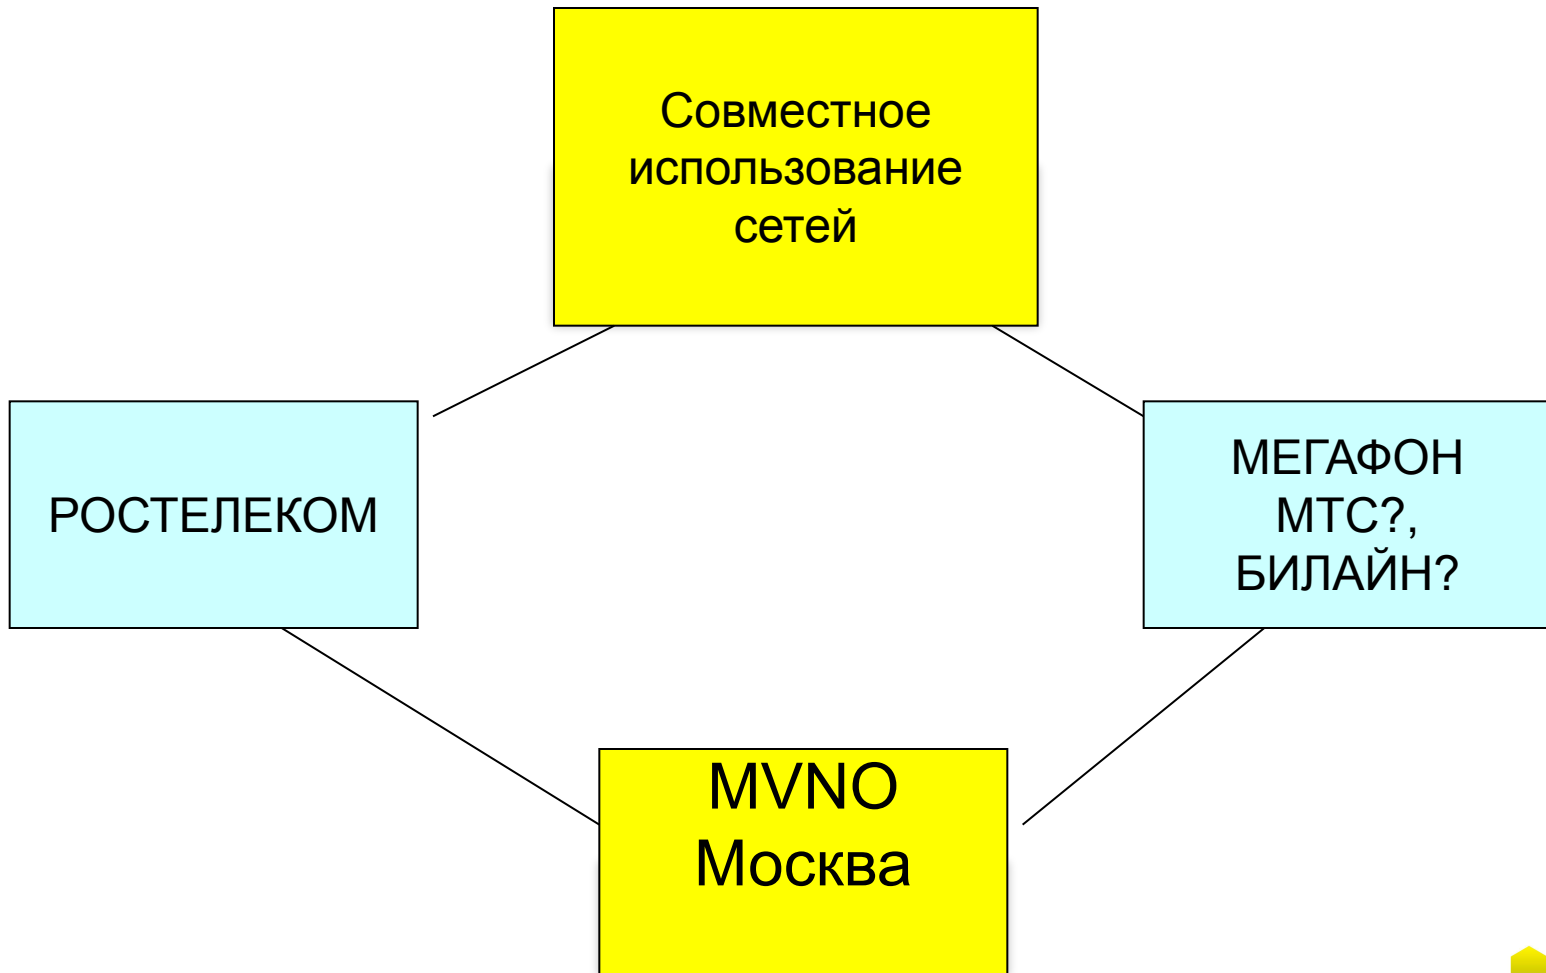 Совместное
использование
сетей
РОСТЕЛЕКОМ
МЕГАФОН
МТС?,
БИЛАЙН?
MVNO
Москва